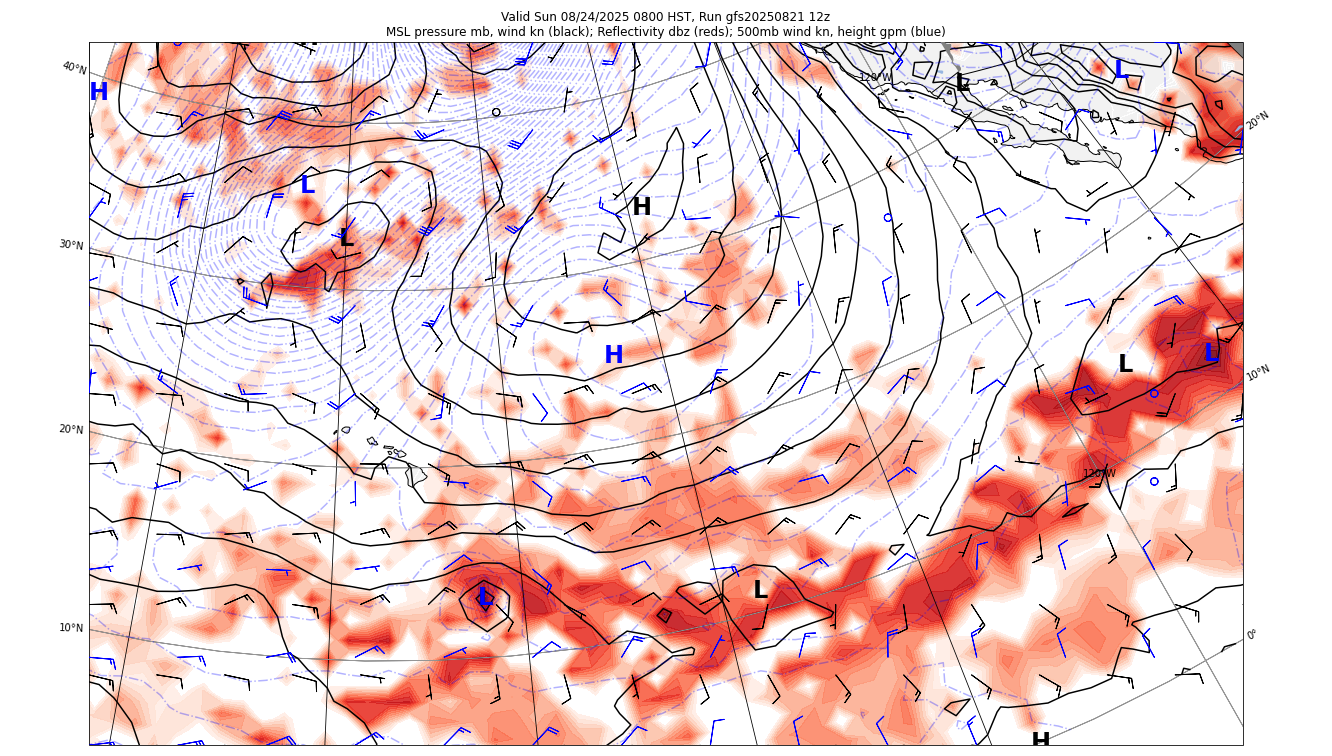 Valid Sun 08/24/2025 0800 HST, Run gfs20250821 12z
MSL pressure mb, wind kn (black); Reflectivity dbz (reds); 500mb wind kn, height gpm (blue)
40°N
120°W
L
L
H
20°N
L
H
L
30°N
H
L
L
10°N
20°N
120°W
L
L
10°N
0°
H